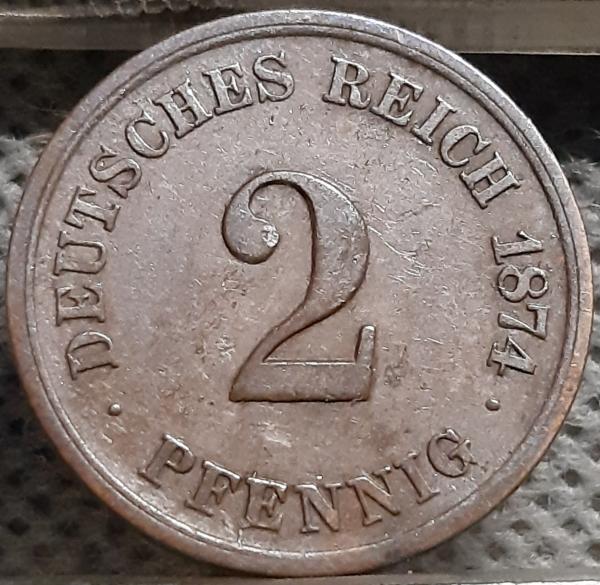 DEUTSCHES REICH 1874
2
· PFENNIG ·